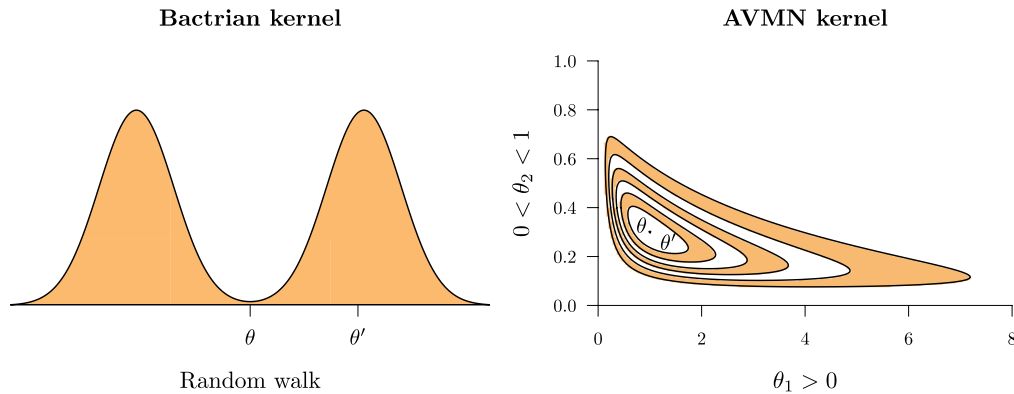 Bactrian kernel
θ
θ′
Random walk
AVMN kernel
0 < θ₂ < 1
1.0
0.8
0.6
0.4
0.2
0.0
θ. θ′
0 2 4 6 8
θ₁ > 0